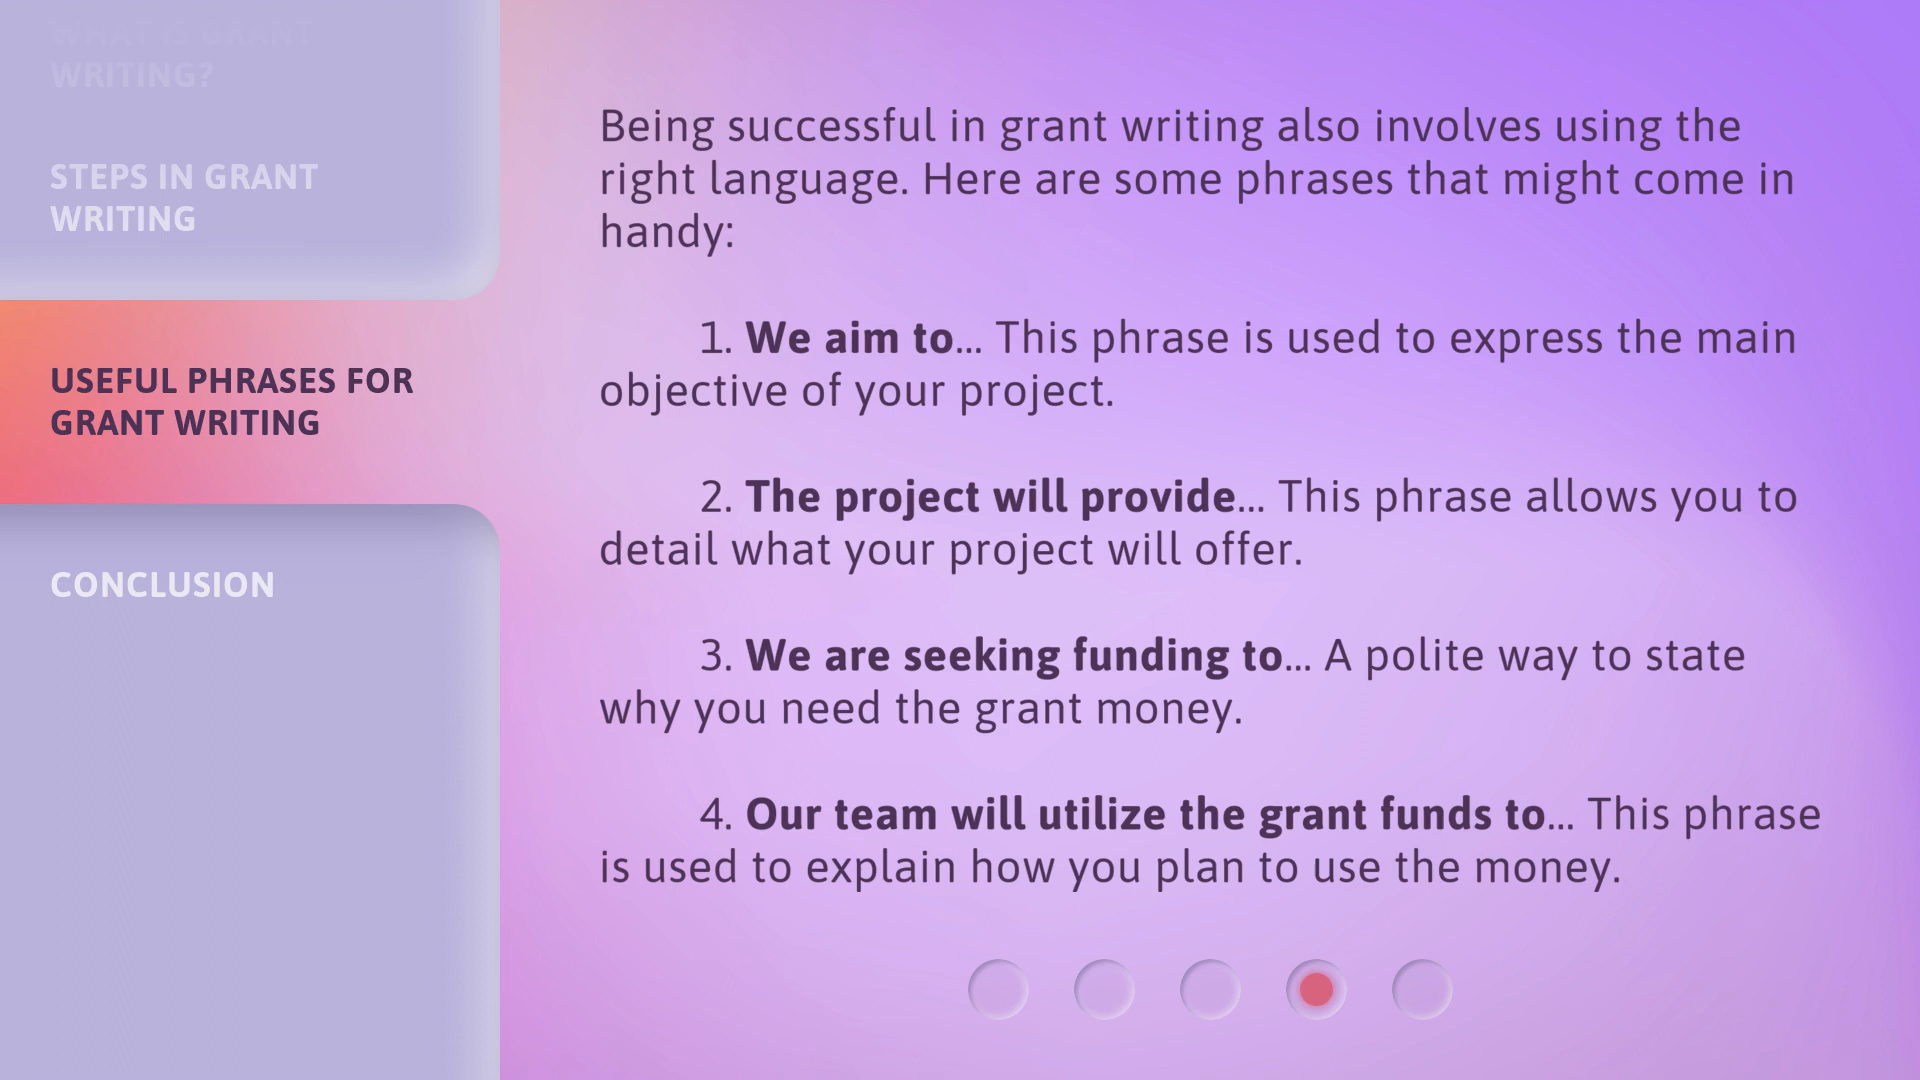 WHAT IS GRANT
WRITING?
STEPS IN GRANT
WRITING
USEFUL PHRASES FOR
GRANT WRITING
CONCLUSION
Being successful in grant writing also involves using the
right language. Here are some phrases that might come in
handy:
1. We aim to... This phrase is used to express the main
objective of your project.
2. The project will provide... This phrase allows you to
detail what your project will offer.
3. We are seeking funding to... A polite way to state
why you need the grant money.
4. Our team will utilize the grant funds to... This phrase
is used to explain how you plan to use the money.